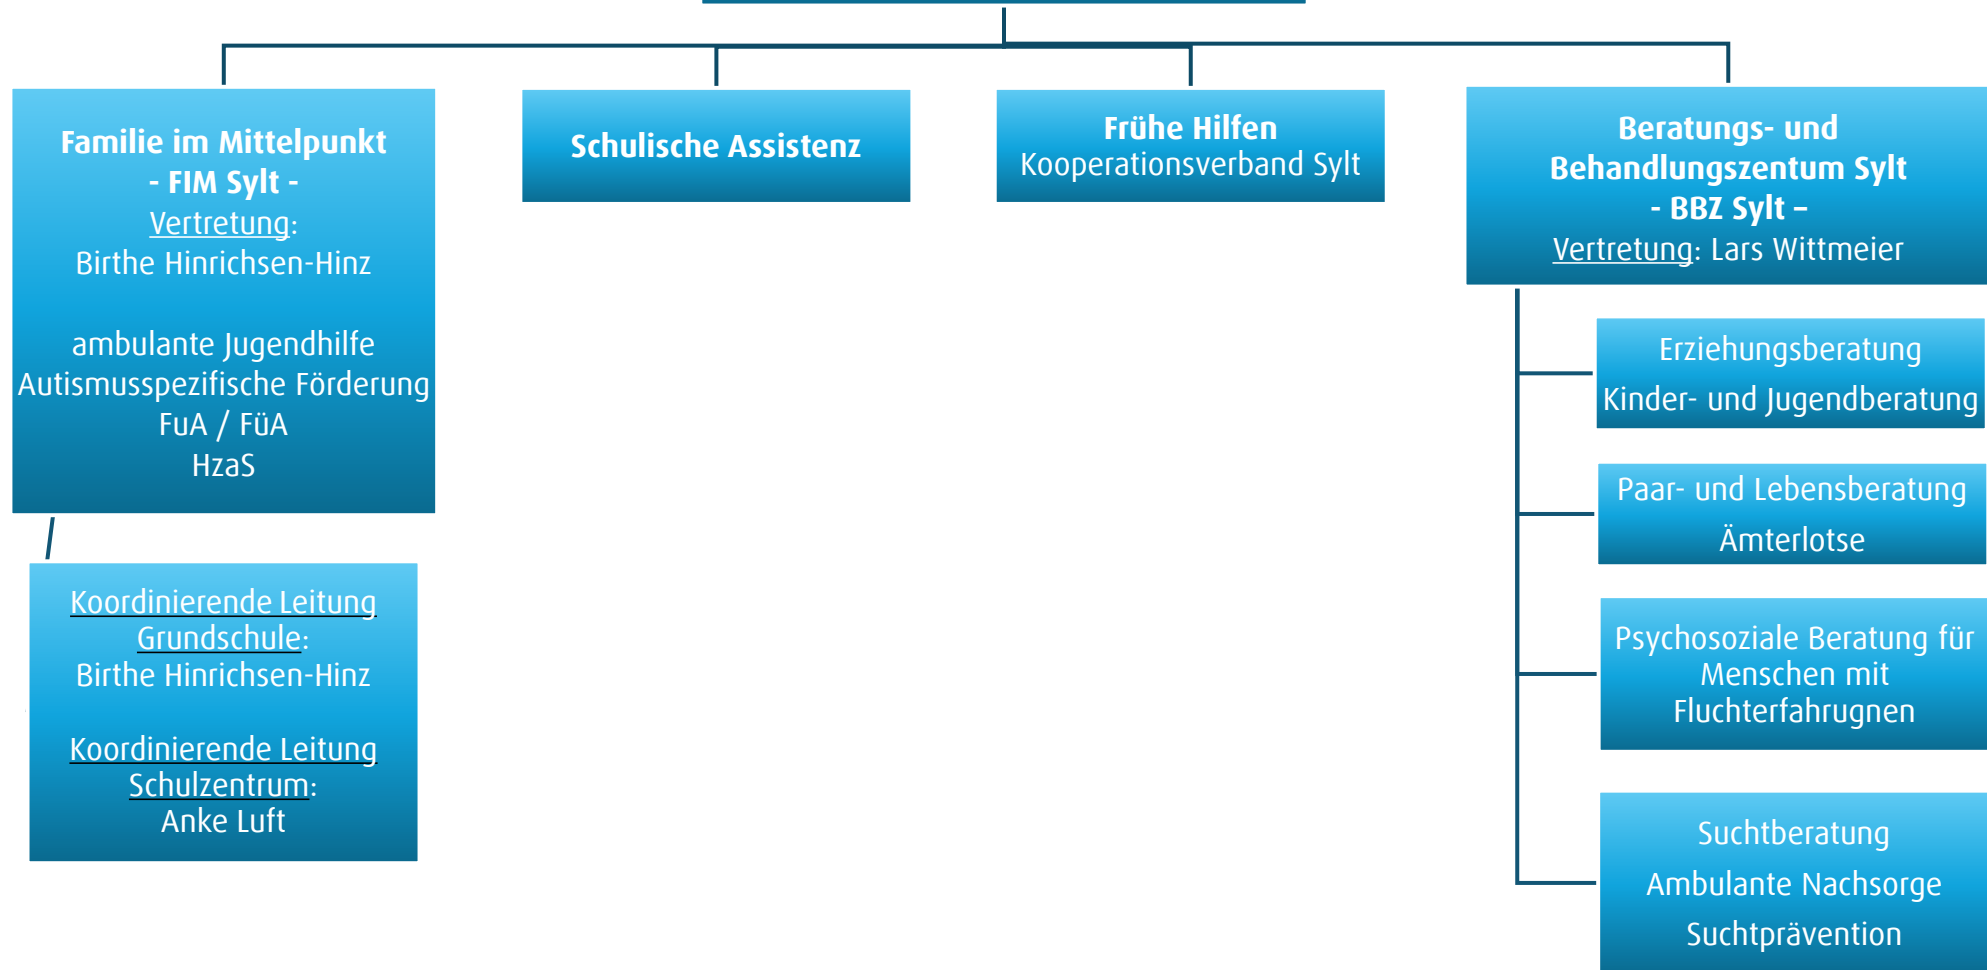 Familie im Mittelpunkt
- FIM Sylt -
Vertretung:
Birthe Hinrichsen-Hinz
ambulante Jugendhilfe
Autismusspezifische Förderung
FuA / FüA
HzaS
Koordinierende Leitung
Grundschule:
Birthe Hinrichsen-Hinz
Koordinierende Leitung
Schulzentrum:
Anke Luft
Schulische Assistenz
Frühe Hilfen
Kooperationsverband Sylt
Beratungs- und
Behandlungszentum Sylt
- BBZ Sylt –
Vertretung: Lars Wittmeier
Erziehungsberatung
Kinder- und Jugendberatung
Paar- und Lebensberatung
Ämterlotse
Psychosoziale Beratung für
Menschen mit
Fluchterfahrugnen
Suchtberatung
Ambulante Nachsorge
Suchtprävention